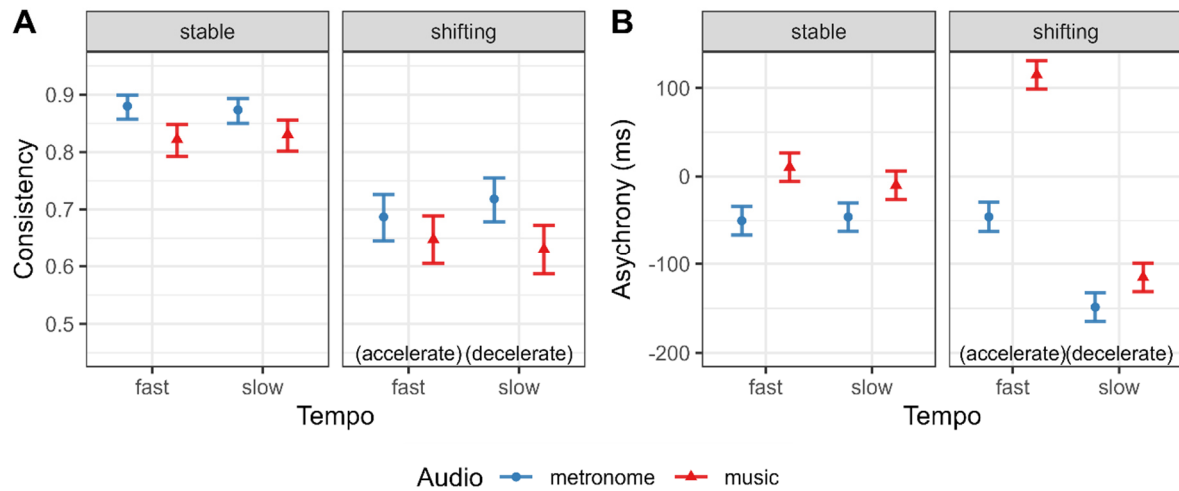 A
stable
shifting
Consistency
0.9
0.8
0.7
0.6
0.5
(accelerate) (decelerate)
fast
slow
fast
slow
Tempo
B
stable
shifting
Asychrony (ms)
100
0
-100
-200
(accelerate) (decelerate)
fast
slow
fast
slow
Tempo
Audio
metronome
music